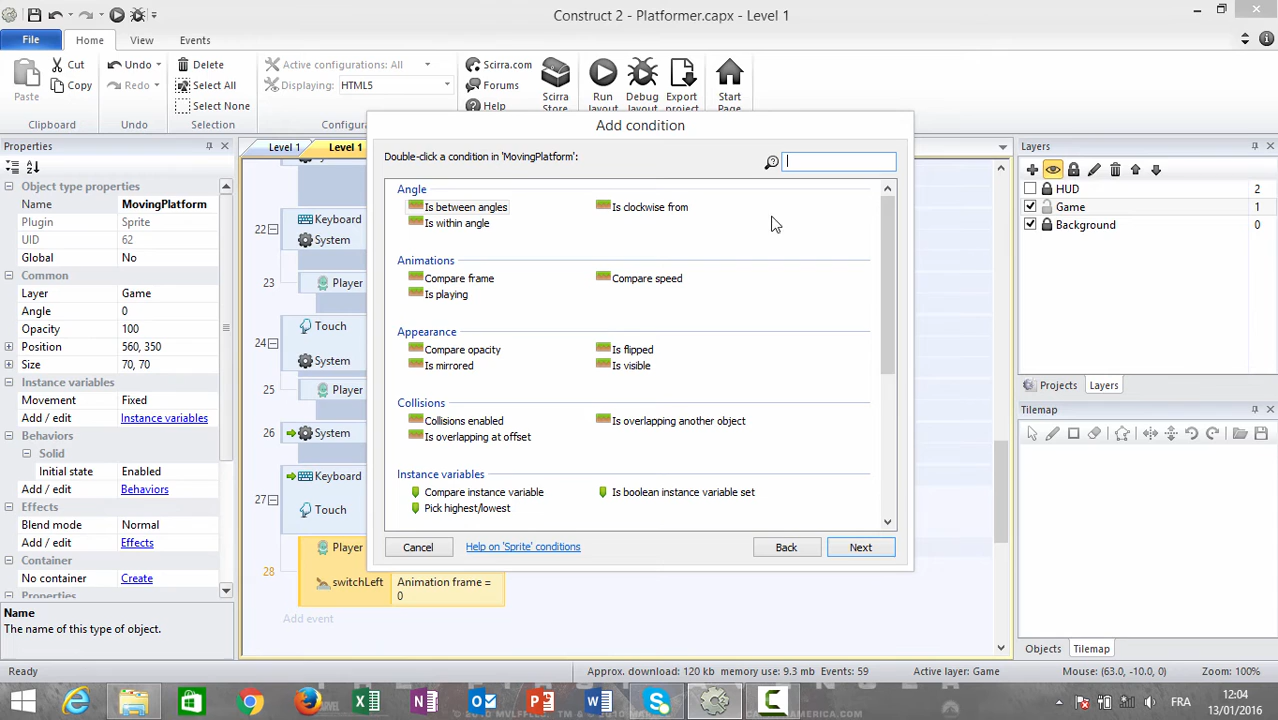 Construct 2 - Platformer.capx - Level 1
File Home View Events
Paste Cut Copy Clipboard
Undo Redo Undo
Delete Select All Select None Selection
Active configurations: All
Displaying: HTML5
Scirra.com Forums Help
Scirra Store
Run layout Debug layout Export project Start Page
Properties
Object type properties
Name MovingPlatform
Plugin Sprite
UID 62
Global No
Common
Layer Game
Angle 0
Opacity 100
Position 560, 350
Size 70, 70
Instance variables
Movement Fixed
Add / edit Instance variables
Behaviors
Solid
Initial state Enabled
Add / edit Behaviors
Effects
Blend mode Normal
Add / edit Effects
Container
No container Create
Properties
Name
The name of this type of object.
Level 1 Level 1
22 Keyboard
System
23 Player
24 Touch
System
25 Player
26 System
27 Keyboard
Touch
28 Player
switchLeft Animation frame = 0
Add event
Add condition
Double-click a condition in 'MovingPlatform':
Angle
Is between angles Is clockwise from
Is within angle
Animations
Compare frame Compare speed
Is playing
Appearance
Compare opacity Is flipped
Is mirrored Is visible
Collisions
Collisions enabled Is overlapping another object
Is overlapping at offset
Instance variables
Compare instance variable Is boolean instance variable set
Pick highest/lowest
Cancel Help on 'Sprite' conditions Back Next
Layers
HUD 2
Game 1
Background 0
Projects Layers
Tilemap
Objects Tilemap
Ready Approx. download: 120 kb memory use: 9.3 mb Events: 59 Active layer: Game Mouse: (63.0, -10.0, 0) Zoom: 100%
FRA 12:04
13/01/2016